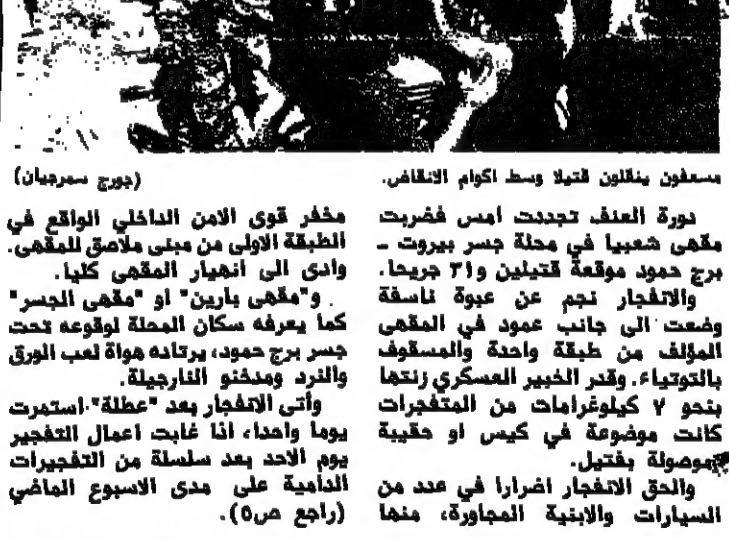 مسعفون ينقلون قتيلا وسط اكوام الانقاض.
(جورج سمرجيان)
دورة العنف تجددت امس فضربت
مقهى شعبيا في محلة جسر بيروت ـ
برج حمود موقعة قتيلين و٣١ جريحا.
والانفجار نجم عن عبوة ناسفة
وضعت الى جانب عمود في المقهى
المؤلف من طبقة واحدة والمسقوف
بالتوتياء. وقدر الخبير العسكري زنتها
بنحو ٧ كيلوغرامات من المتفجرات
كانت موضوعة في كيس او حقيبة
موصولة بفتيل.
والحق الانفجار اضرارا في عدد من
السيارات والابنية المجاورة، منها
مخفر قوى الامن الداخلي الواقع في
الطبقة الاولى من مبنى ملاصق للمقهى.
وادى الى انهيار المقهى كليا.
و"مقهى بارين" او "مقهى الجسر"
كما يعرفه سكان المحلة لوقوعه تحت
جسر برج حمود، يرتاده هواة لعب الورق
والنرد ومدخنو النارجيلة.
وأتى الانفجار بعد "عطلة" استمرت
يوما واحدا، اذا غابت اعمال التفجير
يوم الاحد بعد سلسلة من التفجيرات
الدامية على مدى الاسبوع الماضي
(راجع ص٥).